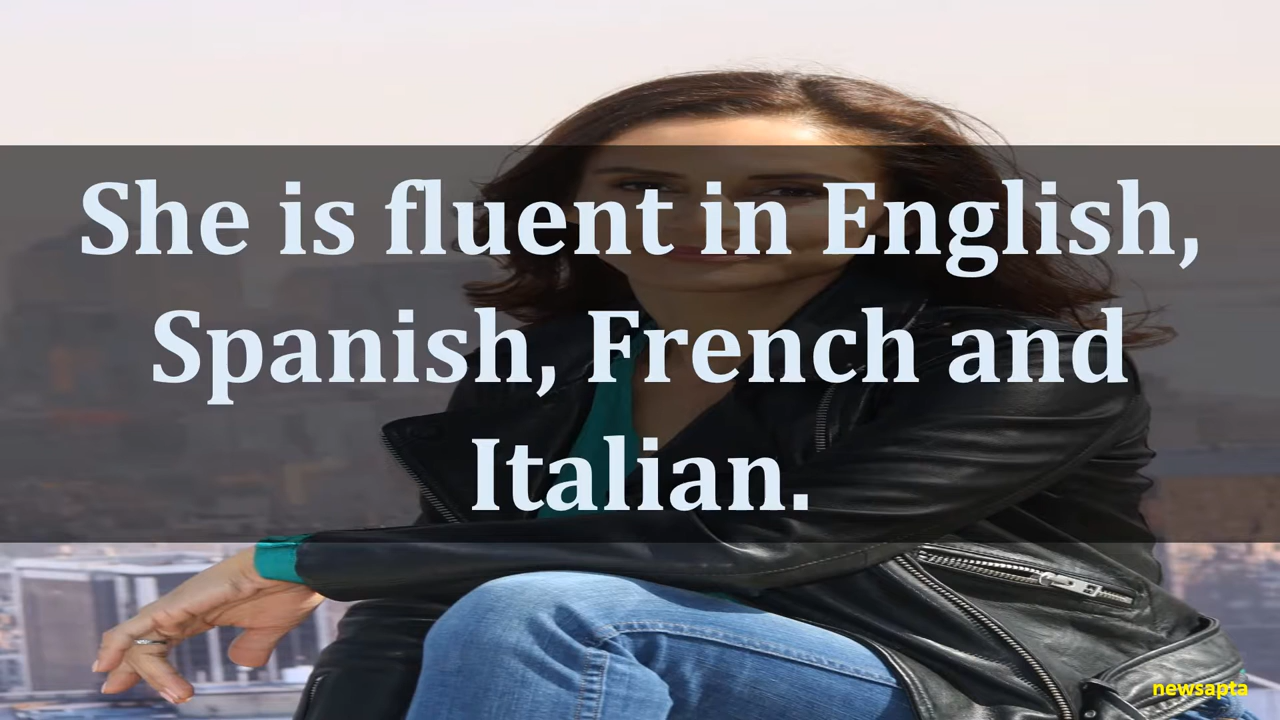 She is fluent in English,
Spanish, French and
Italian.
newsapta